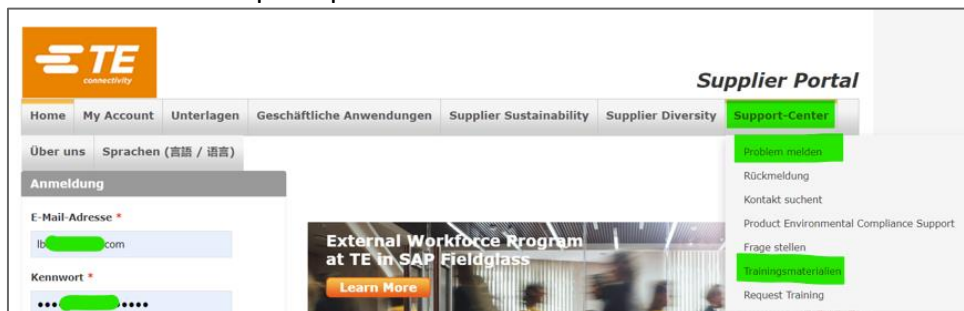 TE
connectivity
Supplier Portal
Home My Account Unterlagen Geschäftliche Anwendungen Supplier Sustainability Supplier Diversity Support-Center
Über uns Sprachen (言語 / 语言)
Problem melden
Rückmeldung
Kontakt suchent
Product Environmental Compliance Support
Frage stellen
Trainingsmaterialien
Request Training
Anmeldung
E-Mail-Adresse *
lb com
Kennwort *
External Workforce Program
at TE in SAP Fieldglass
Learn More